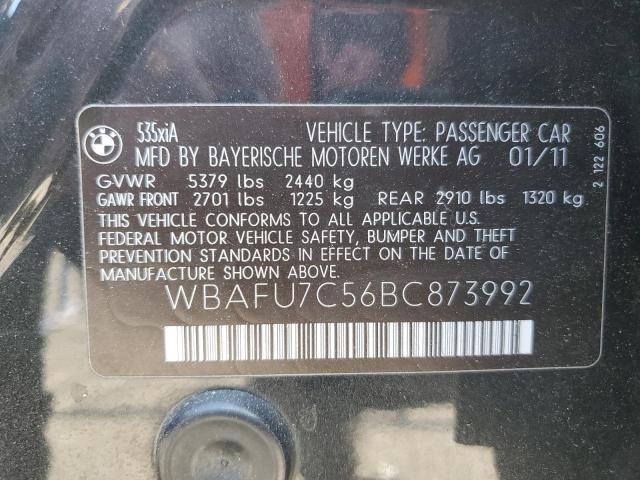 BMW
535xiA VEHICLE TYPE: PASSENGER CAR
MFD BY BAYERISCHE MOTOREN WERKE AG 01/11
GVWR 5379 lbs 2440 kg
GAWR FRONT 2701 lbs 1225 kg REAR 2910 lbs 1320 kg
THIS VEHICLE CONFORMS TO ALL APPLICABLE
FEDERAL MOTOR VEHICLE SAFETY, BUMPER AND THEFT
PREVENTION STANDARDS IN EFFECT ON THE DATE OF
MANUFACTURE SHOWN ABOVE.
WBAFU7C56BC873992
2 122 606